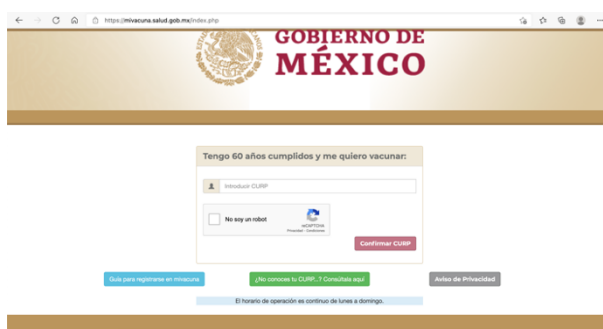 https://mivacuna.salud.gob.mx/index.php
GOBIERNO DE
MÉXICO
Tengo 60 años cumplidos y me quiero vacunar:
Introducir CURP
No soy un robot
reCAPTCHA
Privacidad - Condiciones
Confirmar CURP
Guía para registrarse en mivacuna
¿No conoces tu CURP...? Consúltala aquí
Aviso de Privacidad
El horario de operación es continuo de lunes a domingo.